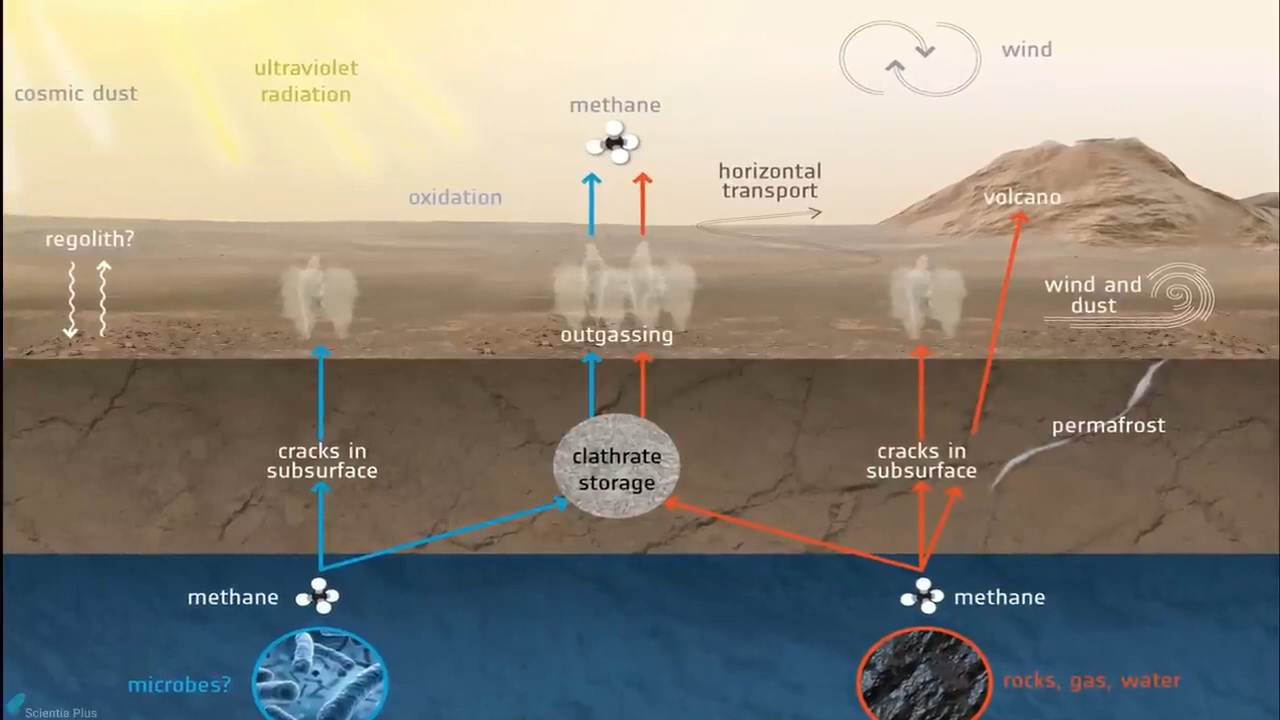 wind
ultraviolet
radiation
cosmic dust
methane
horizontal
transport
oxidation
volcano
regolith?
wind and
dust
outgassing
permafrost
cracks in
subsurface
clathrate
storage
cracks in
subsurface
methane
methane
microbes?
rocks, gas, water
Scientia Plus